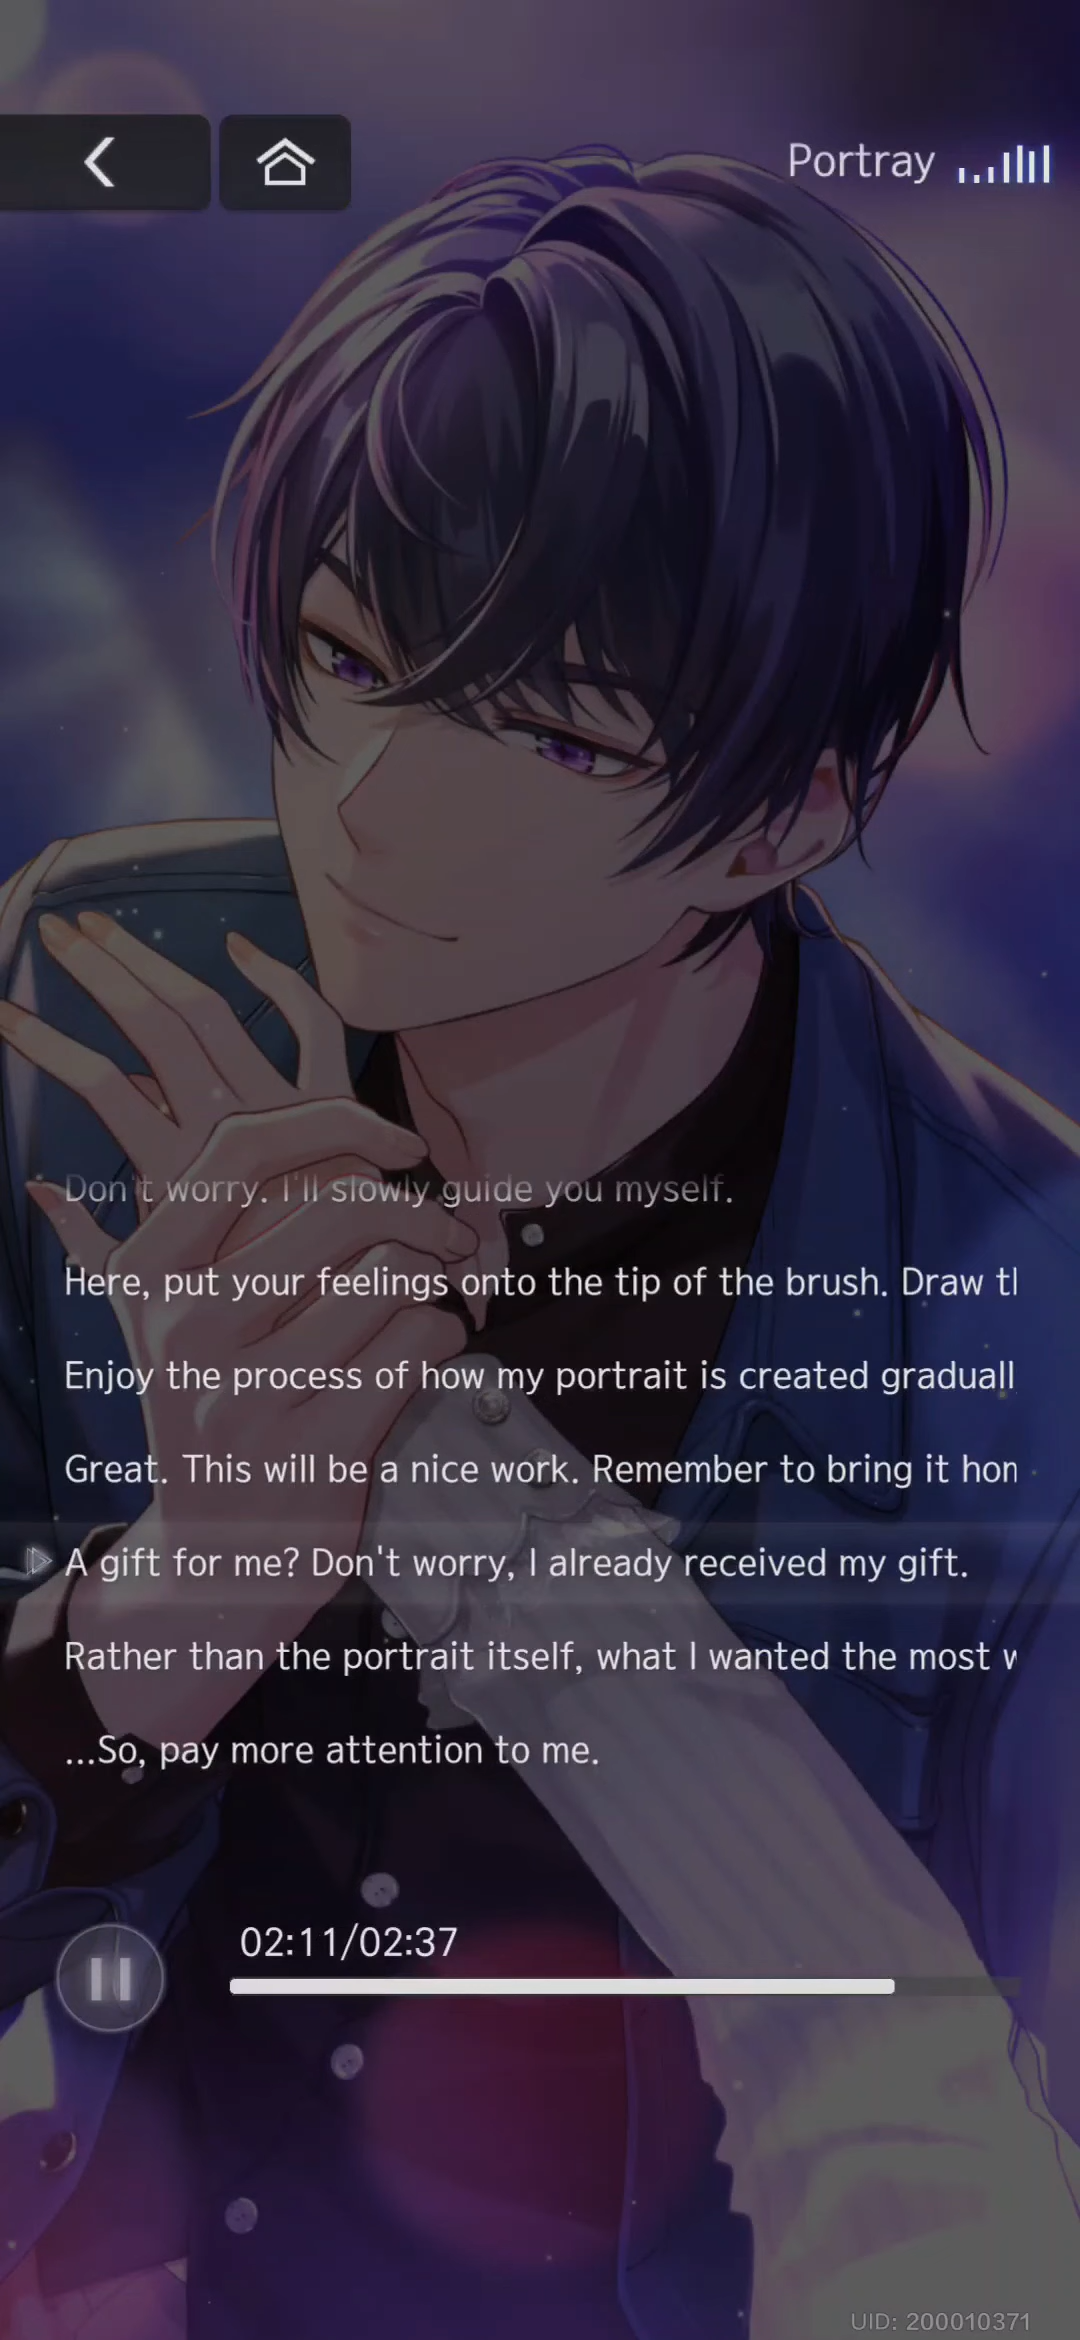 Portray
Don't worry. I'll slowly guide you myself.
Here, put your feelings onto the tip of the brush. Draw
Enjoy the process of how my portrait is created
Great. This will be a nice work. Remember to bring it
A gift for me? Don't worry, I already received my gift.
Rather than the portrait itself, what I wanted the most
...So, pay more attention to me.
02:11/02:37
UID: 200010371